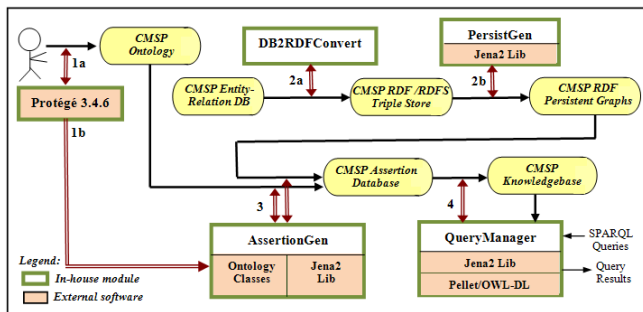 CMSP
Ontology
1a
Protégé 3.4.6
1b
DB2RDFConvert
2a
PersistGen
Jena2 Lib
2b
CMSP Entity-
Relation DB
CMSP RDF /RDFS
Triple Store
CMSP RDF
Persistent Graphs
CMSP Assertion
Database
CMSP
Knowledgebase
3
4
AssertionGen
Ontology
Classes
Jena2
Lib
QueryManager
Jena2 Lib
Pellet/OWL-DL
SPARQL
Queries
Query
Results
Legend:
In-house module
External software